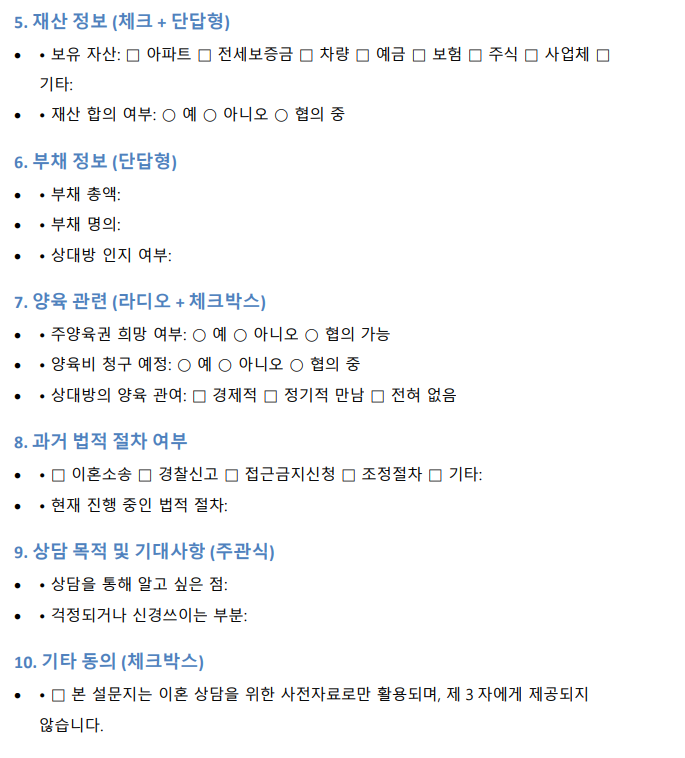 5. 재산 정보 (체크 + 단답형)
• • 보유 자산: □ 아파트 □ 전세보증금 □ 차량 □ 예금 □ 보험 □ 주식 □ 사업체 □
기타:
• • 재산 합의 여부: ○ 예 ○ 아니오 ○ 협의 중
6. 부채 정보 (단답형)
• • 부채 총액:
• • 부채 명의:
• • 상대방 인지 여부:
7. 양육 관련 (라디오 + 체크박스)
• • 주양육권 희망 여부: ○ 예 ○ 아니오 ○ 협의 가능
• • 양육비 청구 예정: ○ 예 ○ 아니오 ○ 협의 중
• • 상대방의 양육 관여: □ 경제적 □ 정기적 만남 □ 전혀 없음
8. 과거 법적 절차 여부
• • □ 이혼소송 □ 경찰신고 □ 접근금지신청 □ 조정절차 □ 기타:
• • 현재 진행 중인 법적 절차:
9. 상담 목적 및 기대사항 (주관식)
• • 상담을 통해 알고 싶은 점:
• • 걱정되거나 신경쓰이는 부분:
10. 기타 동의 (체크박스)
• • □ 본 설문지는 이혼 상담을 위한 사전자료로만 활용되며, 제 3 자에게 제공되지
않습니다.